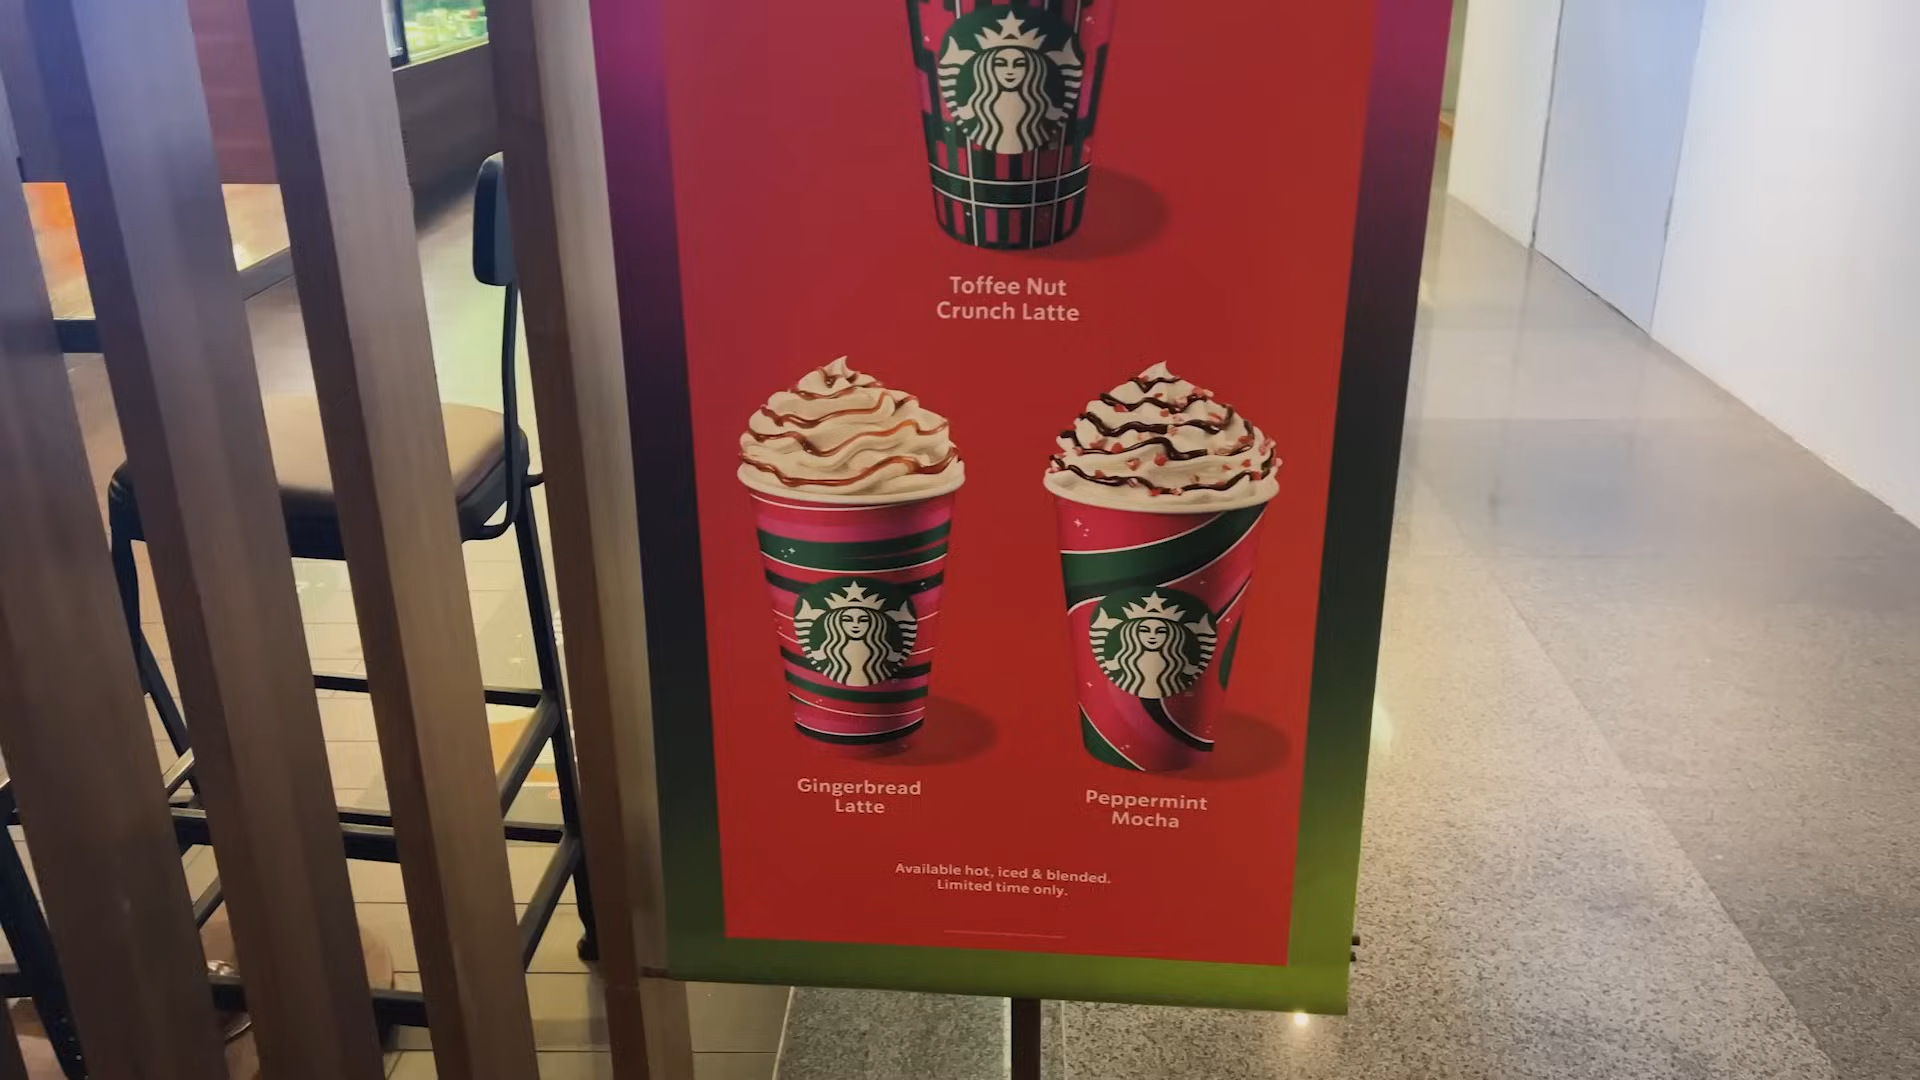 Toffee Nut
Crunch Latte
Gingerbread
Latte
Peppermint
Mocha
Available hot, iced & blended.
Limited time only.